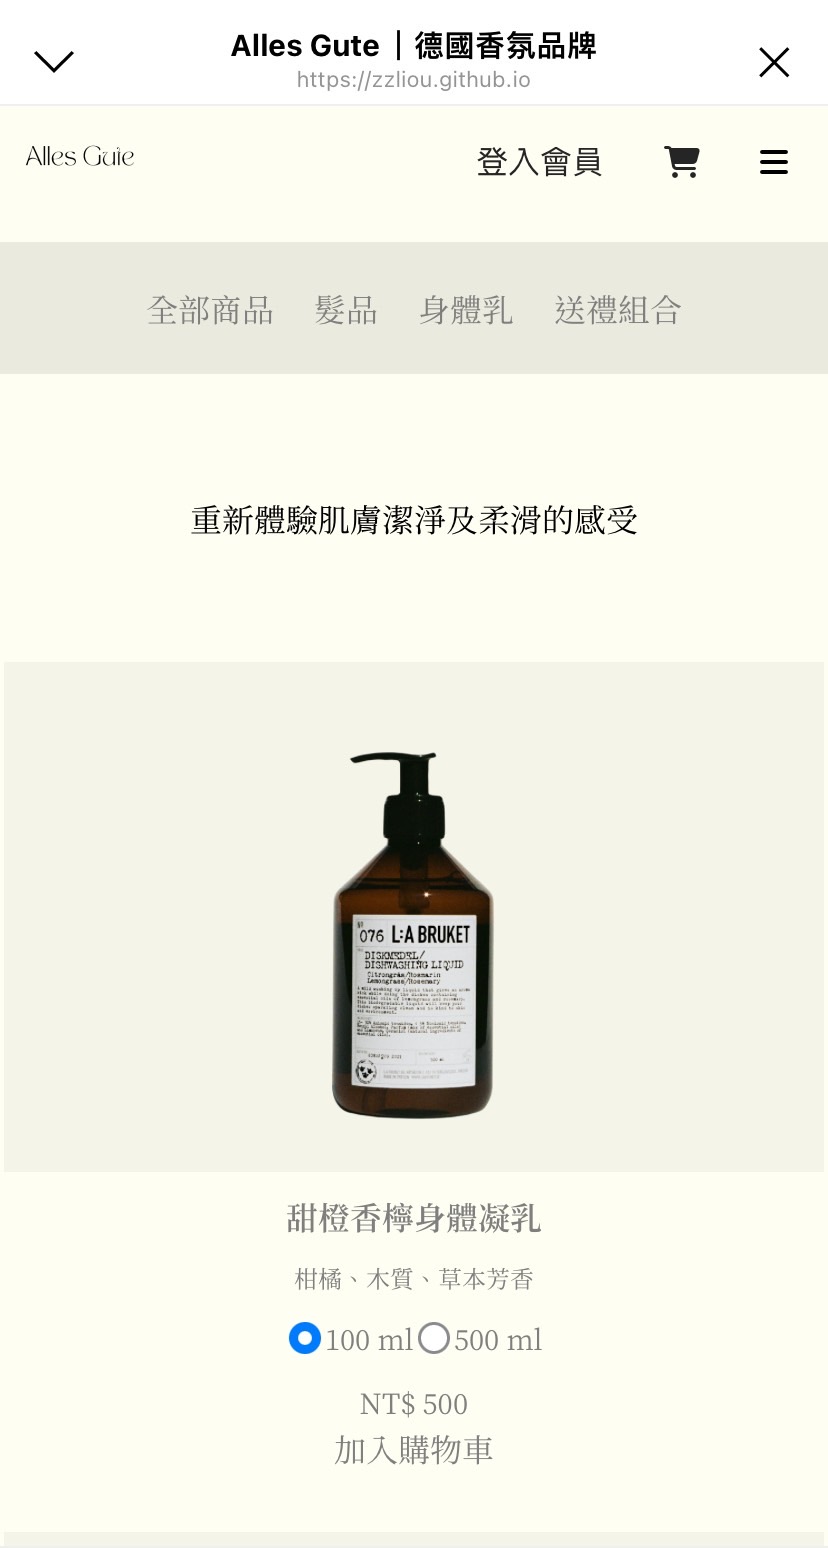 Alles Gute｜德國香氛品牌
https://zzliou.github.io
Alles Gute
登入會員
全部商品 髮品 身體乳 送禮組合
重新體驗肌膚潔淨及柔滑的感受
Nº
076 L:A BRUKET
DISKMEDEL/
DISHWASHING LIQUID
Citrongräs/Rosmarin
Lemongrass/Rosemary
甜橙香檸身體凝乳
柑橘、木質、草本芳香
100 ml 500 ml
NT$ 500
加入購物車